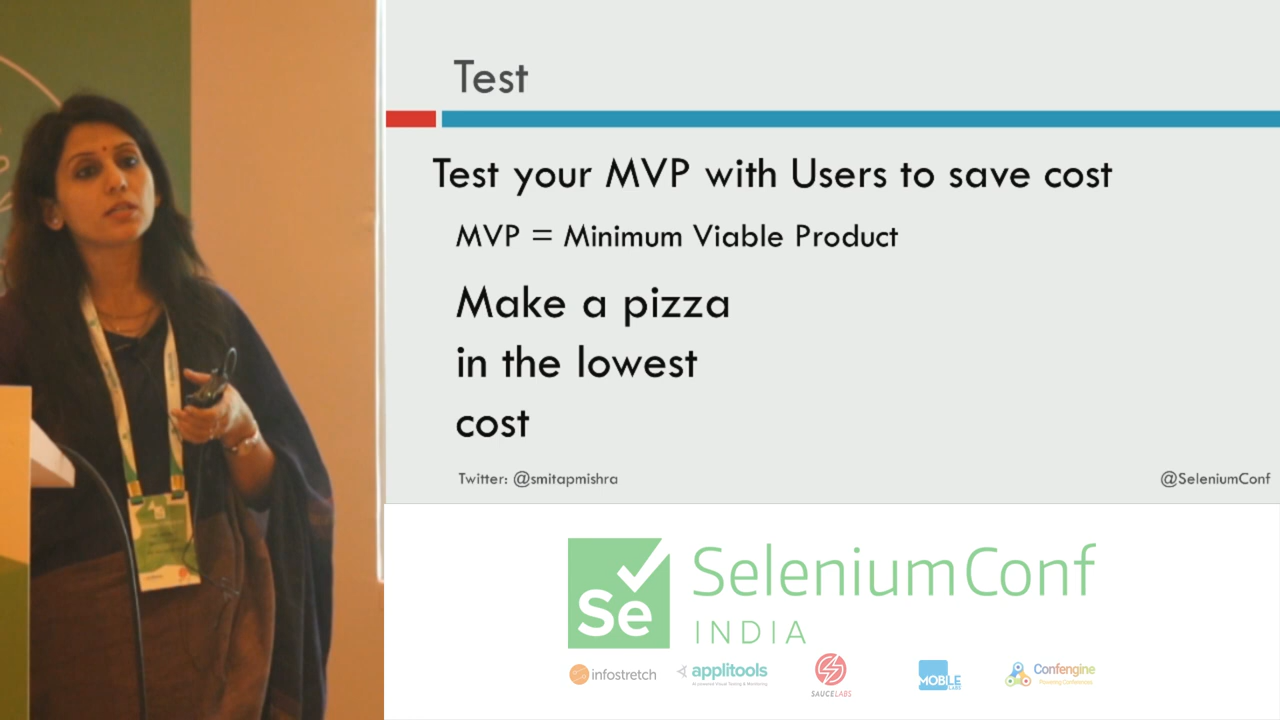 Test
Test your MVP with Users to save cost
MVP = Minimum Viable Product
Make a pizza
in the lowest
cost
Twitter: @smitapmishra
@SeleniumConf
Se
SeleniumConf
INDIA
infostretch
applitools
SAUCELABS
MOBILE
LABS
Confengine